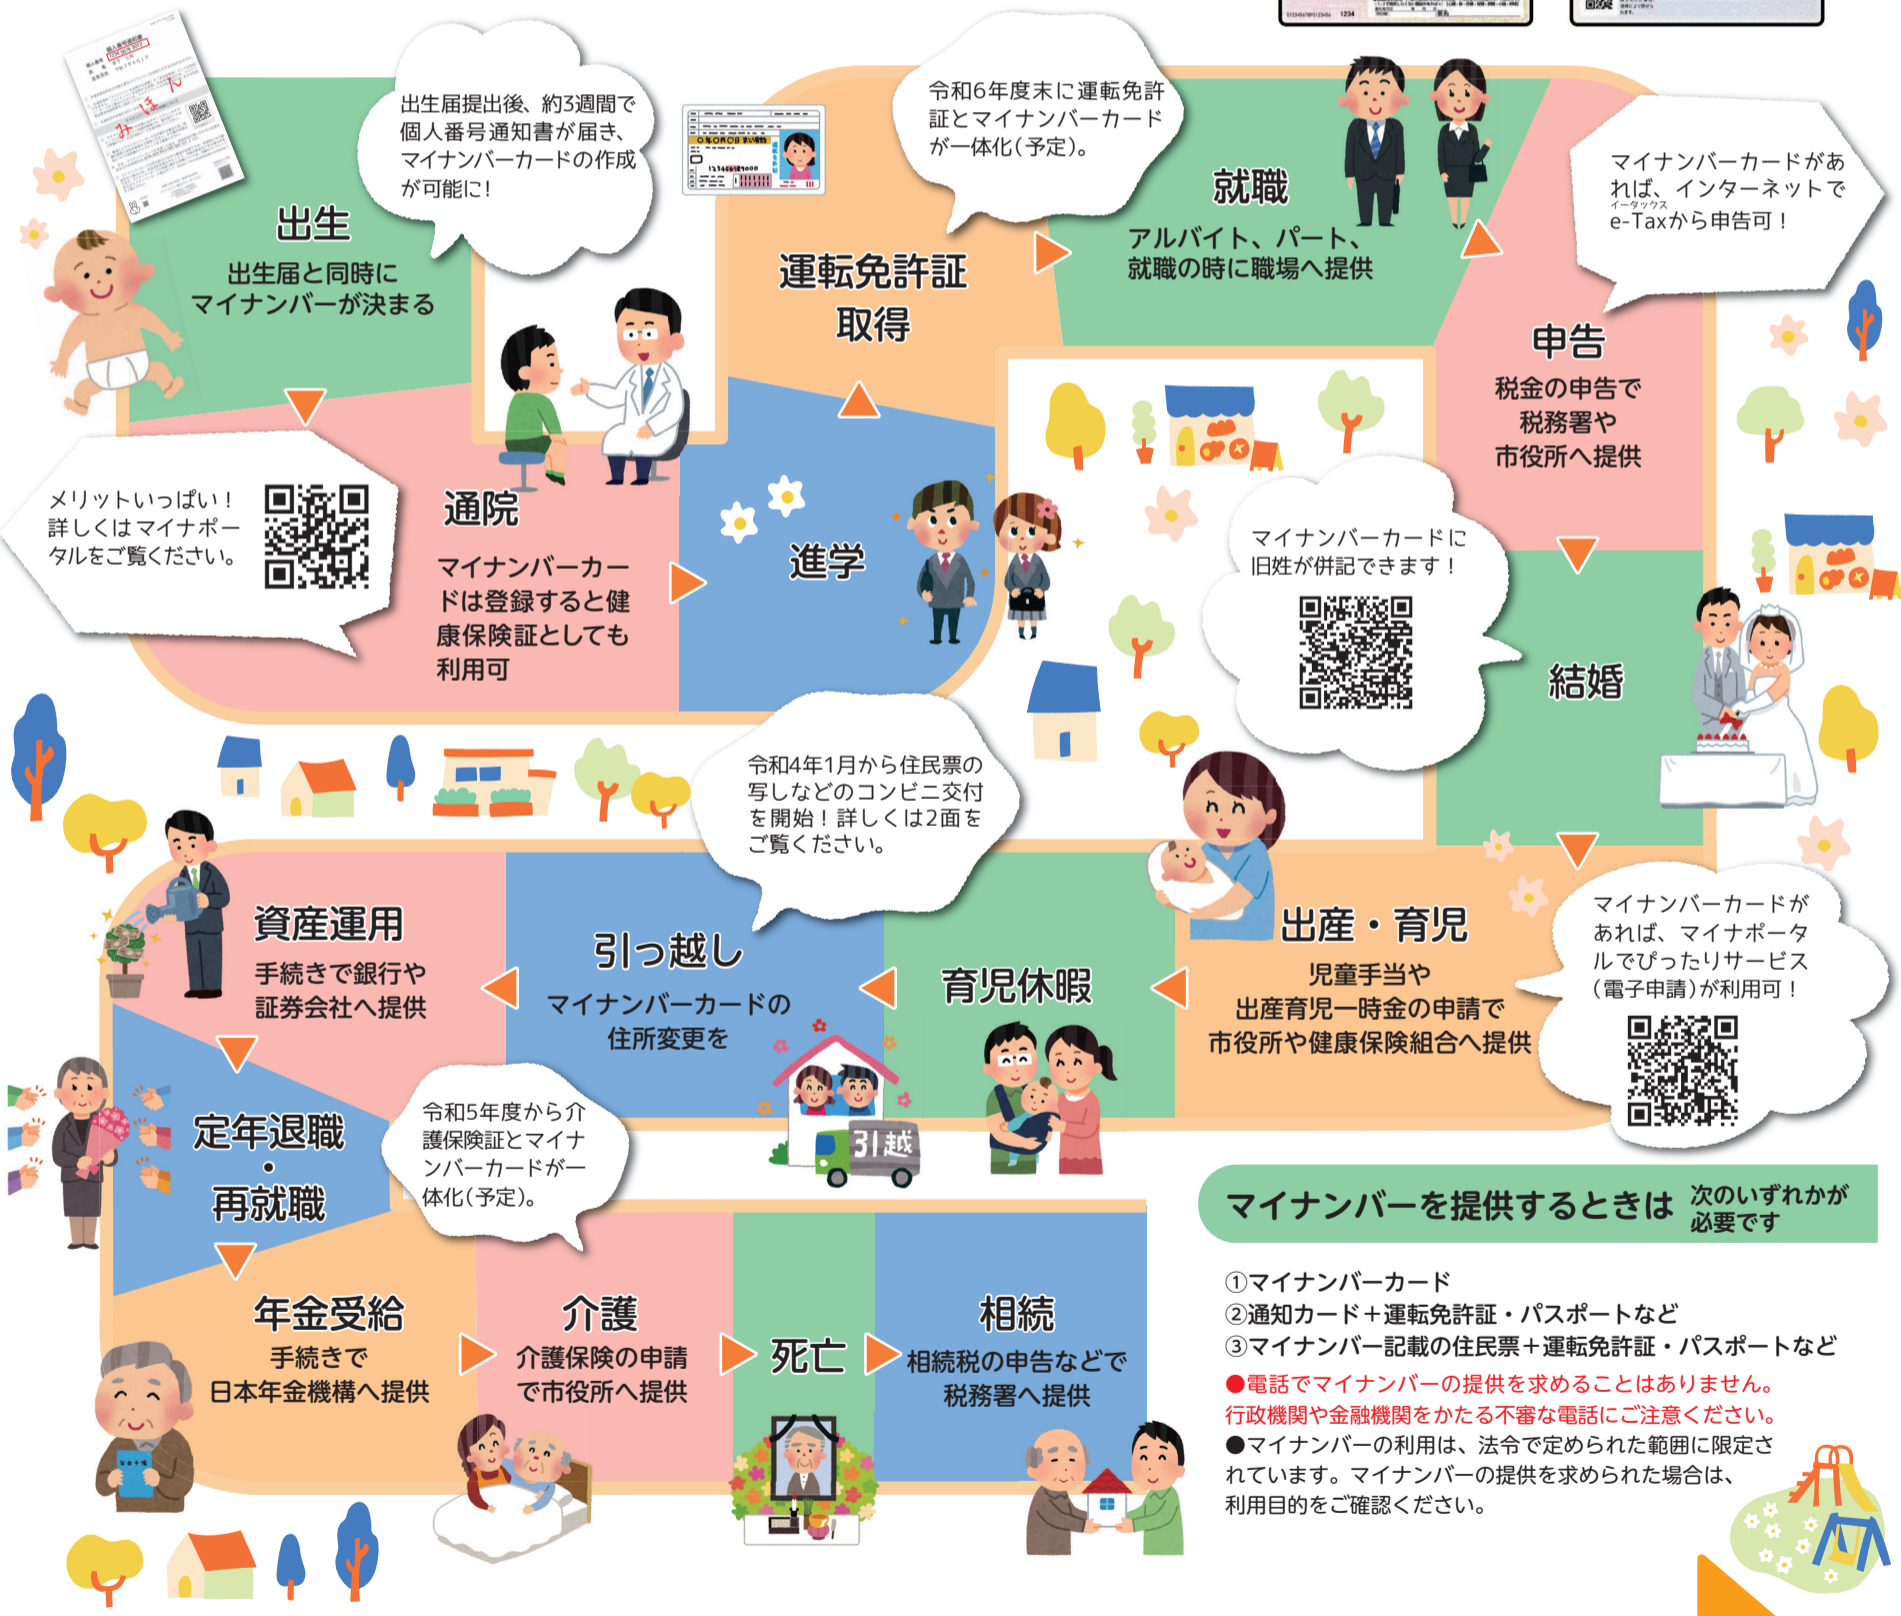 個人番号通知書
みほん
出生
出生届と同時に
マイナンバーが決まる
出生届提出後、約3週間で
個人番号通知書が届き、
マイナンバーカードの作成
が可能に!
メリットいっぱい！
詳しくはマイナポー
タルをご覧ください。
通院
マイナンバーカー
ドは登録すると健
康保険証としても
利用可
進学
運転免許証
取得
令和6年度末に運転免許
証とマイナンバーカード
が一体化(予定)。
就職
アルバイト、パート、
就職の時に職場へ提供
申告
税金の申告で
税務署や
市役所へ提供
マイナンバーカードがあ
れば、インターネットで
イータックス
e-Taxから申告可！
結婚
マイナンバーカードに
旧姓が併記できます！
出産・育児
児童手当や
出産育児一時金の申請で
市役所や健康保険組合へ提供
マイナンバーカードが
あれば、マイナポータ
ルでぴったりサービス
(電子申請)が利用可！
育児休暇
引っ越し
マイナンバーカードの
住所変更を
引越
令和4年1月から住民票の
写しなどのコンビニ交付
を開始！詳しくは2面を
ご覧ください。
資産運用
手続きで銀行や
証券会社へ提供
定年退職
・
再就職
年金受給
手続きで
日本年金機構へ提供
介護
介護保険の申請
で市役所へ提供
令和5年度から介
護保険証とマイナ
ンバーカードが一
体化(予定)。
死亡
相続
相続税の申告などで
税務署へ提供
マイナンバーを提供するときは 次のいずれかが
必要です
①マイナンバーカード
②通知カード＋運転免許証・パスポートなど
③マイナンバー記載の住民票＋運転免許証・パスポートなど
●電話でマイナンバーの提供を求めることはありません。
行政機関や金融機関をかたる不審な電話にご注意ください。
●マイナンバーの利用は、法令で定められた範囲に限定さ
れています。マイナンバーの提供を求められた場合は、
利用目的をご確認ください。